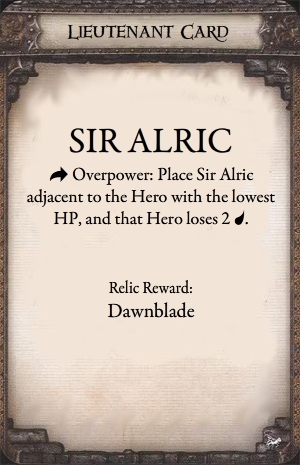 LIEUTENANT CARD
SIR ALRIC
Overpower: Place Sir Alric
adjacent to the Hero with the lowest
HP, and that Hero loses 2 .
Relic Reward:
Dawnblade